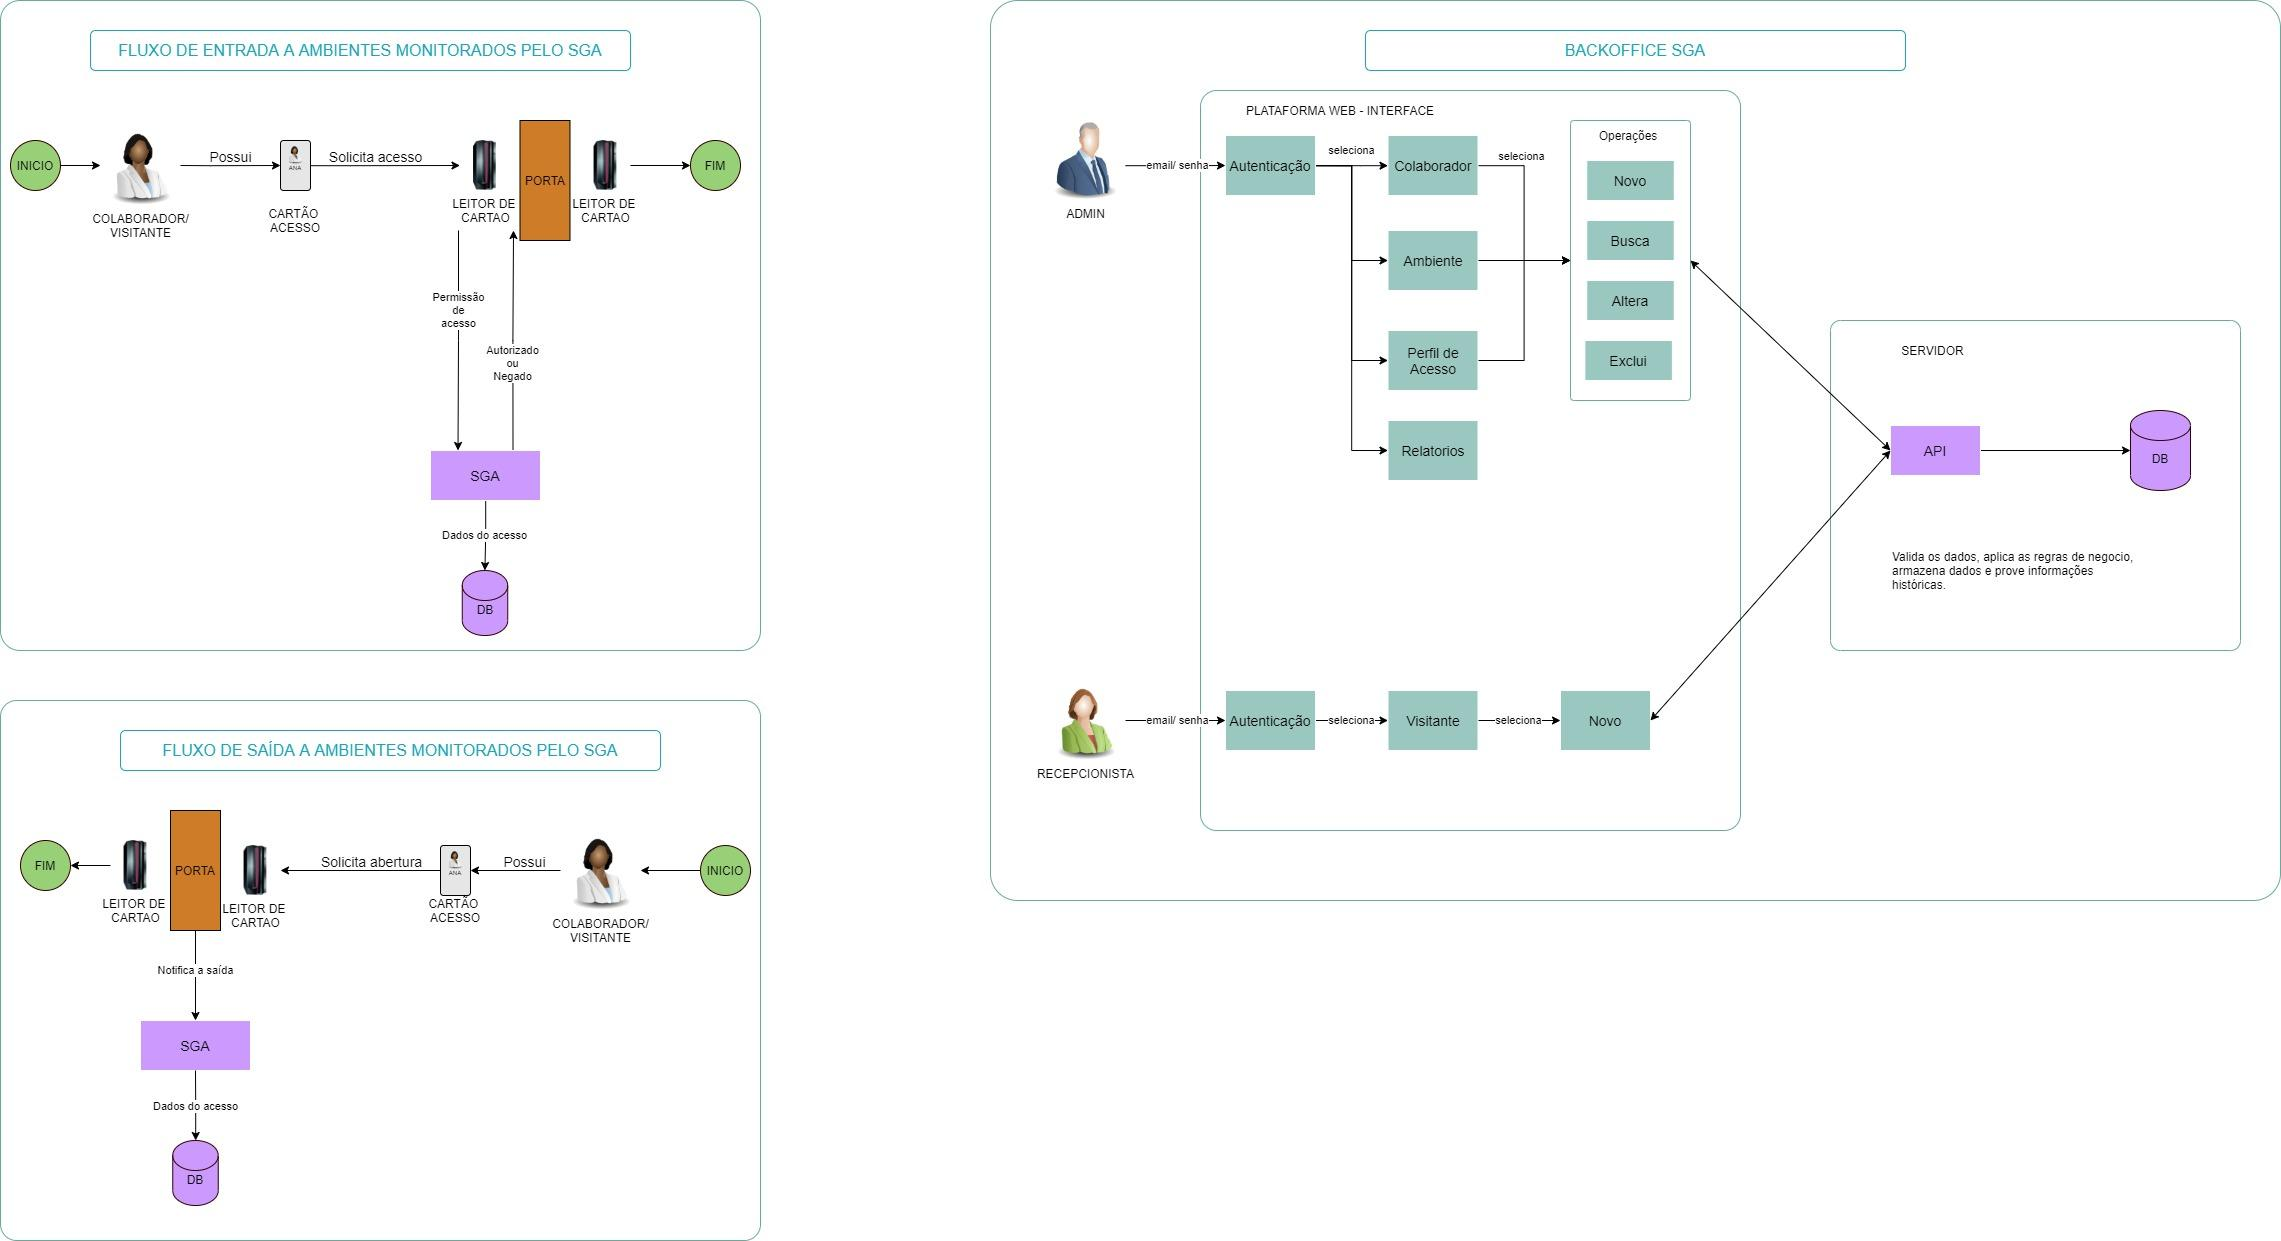 FLUXO DE ENTRADA A AMBIENTES MONITORADOS PELO SGA
INICIO
Possui
ANA
Solicita acesso
PORTA
FIM
COLABORADOR/
VISITANTE
CARTÃO
ACESSO
LEITOR DE
CARTAO
LEITOR DE
CARTAO
Permissão
de
acesso
Autorizado
ou
Negado
SGA
Dados do acesso
DB
FLUXO DE SAÍDA A AMBIENTES MONITORADOS PELO SGA
FIM
PORTA
Solicita abertura
ANA
Possui
INICIO
LEITOR DE
CARTAO
LEITOR DE
CARTAO
CARTÃO
ACESSO
COLABORADOR/
VISITANTE
Notifica a saída
SGA
Dados do acesso
DB
BACKOFFICE SGA
PLATAFORMA WEB - INTERFACE
ADMIN
email/ senha
Autenticação
seleciona
Colaborador
seleciona
Ambiente
Perfil de
Acesso
Relatorios
Operações
Novo
Busca
Altera
Exclui
SERVIDOR
API
DB
Valida os dados, aplica as regras de negocio,
armazena dados e prove informações
históricas.
RECEPCIONISTA
email/ senha
Autenticação
seleciona
Visitante
seleciona
Novo